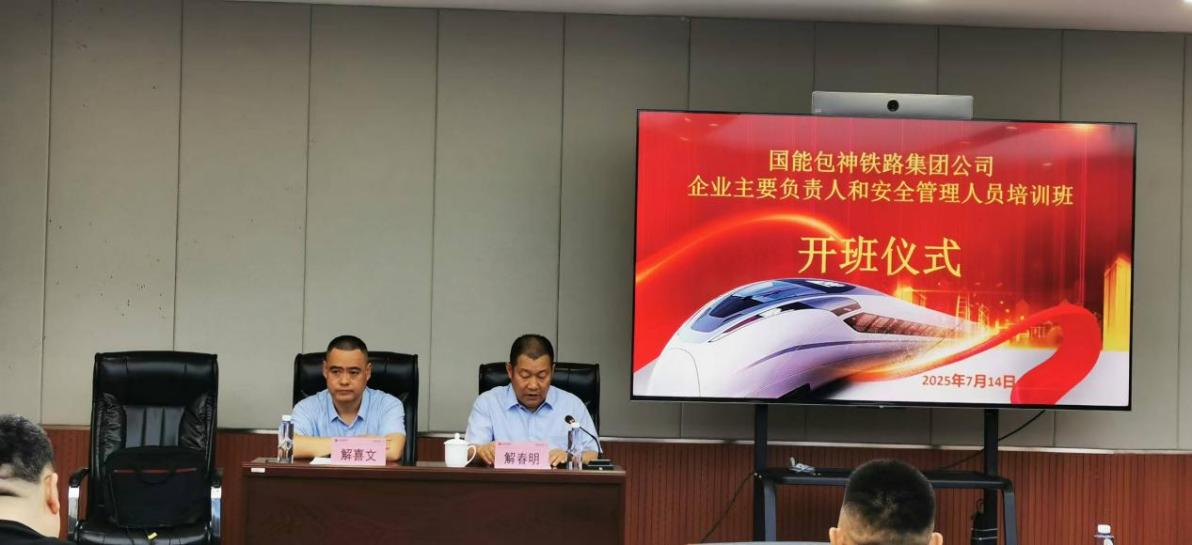 国能包神铁路集团公司
企业主要负责人和安全管理人员培训班
开班仪式
2025年7月14日
解喜文
解春明